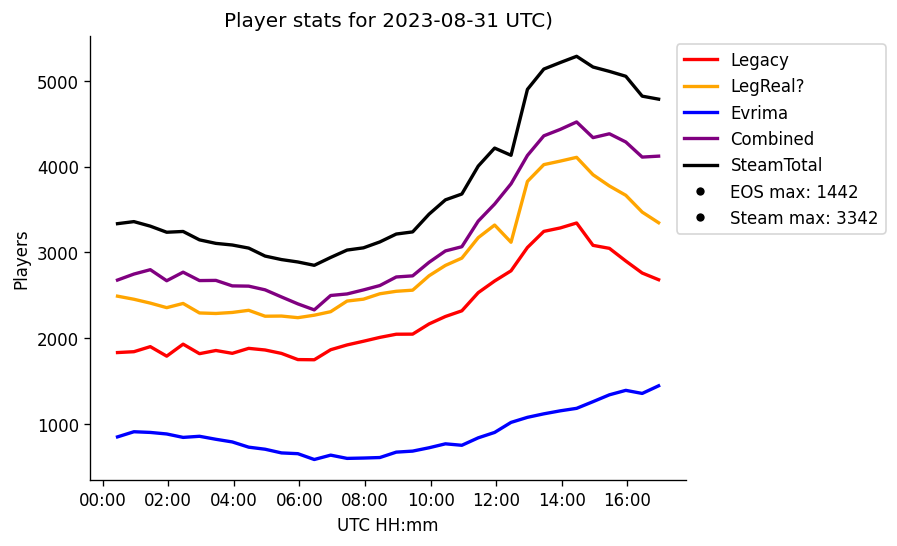 Player stats for 2023-08-31 UTC)
Players
5000
4000
3000
2000
1000
00:00 02:00 04:00 06:00 08:00 10:00 12:00 14:00 16:00
UTC HH:mm
Legacy
LegReal?
Evrima
Combined
SteamTotal
EOS max: 1442
Steam max: 3342